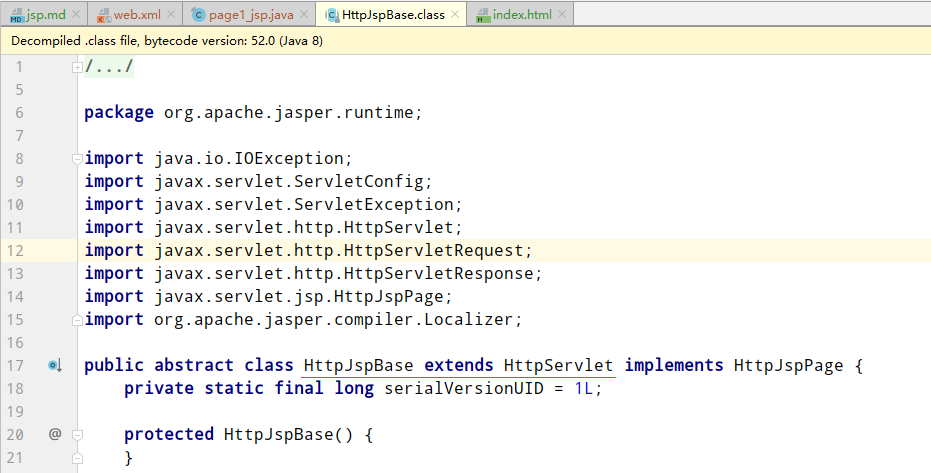 jsp.md × web.xml × page1_jsp.java × HttpJspBase.class × index.html ×
Decompiled .class file, bytecode version: 52.0 (Java 8)
1 /.../
5
6 package org.apache.jasper.runtime;
7
8 import java.io.IOException;
9 import javax.servlet.ServletConfig;
10 import javax.servlet.ServletException;
11 import javax.servlet.http.HttpServlet;
12 import javax.servlet.http.HttpServletRequest;
13 import javax.servlet.http.HttpServletResponse;
14 import javax.servlet.jsp.HttpJspPage;
15 import org.apache.jasper.compiler.Localizer;
16
17 public abstract class HttpJspBase extends HttpServlet implements HttpJspPage {
18 private static final long serialVersionUID = 1L;
19
20 @ protected HttpJspBase() {
21 }